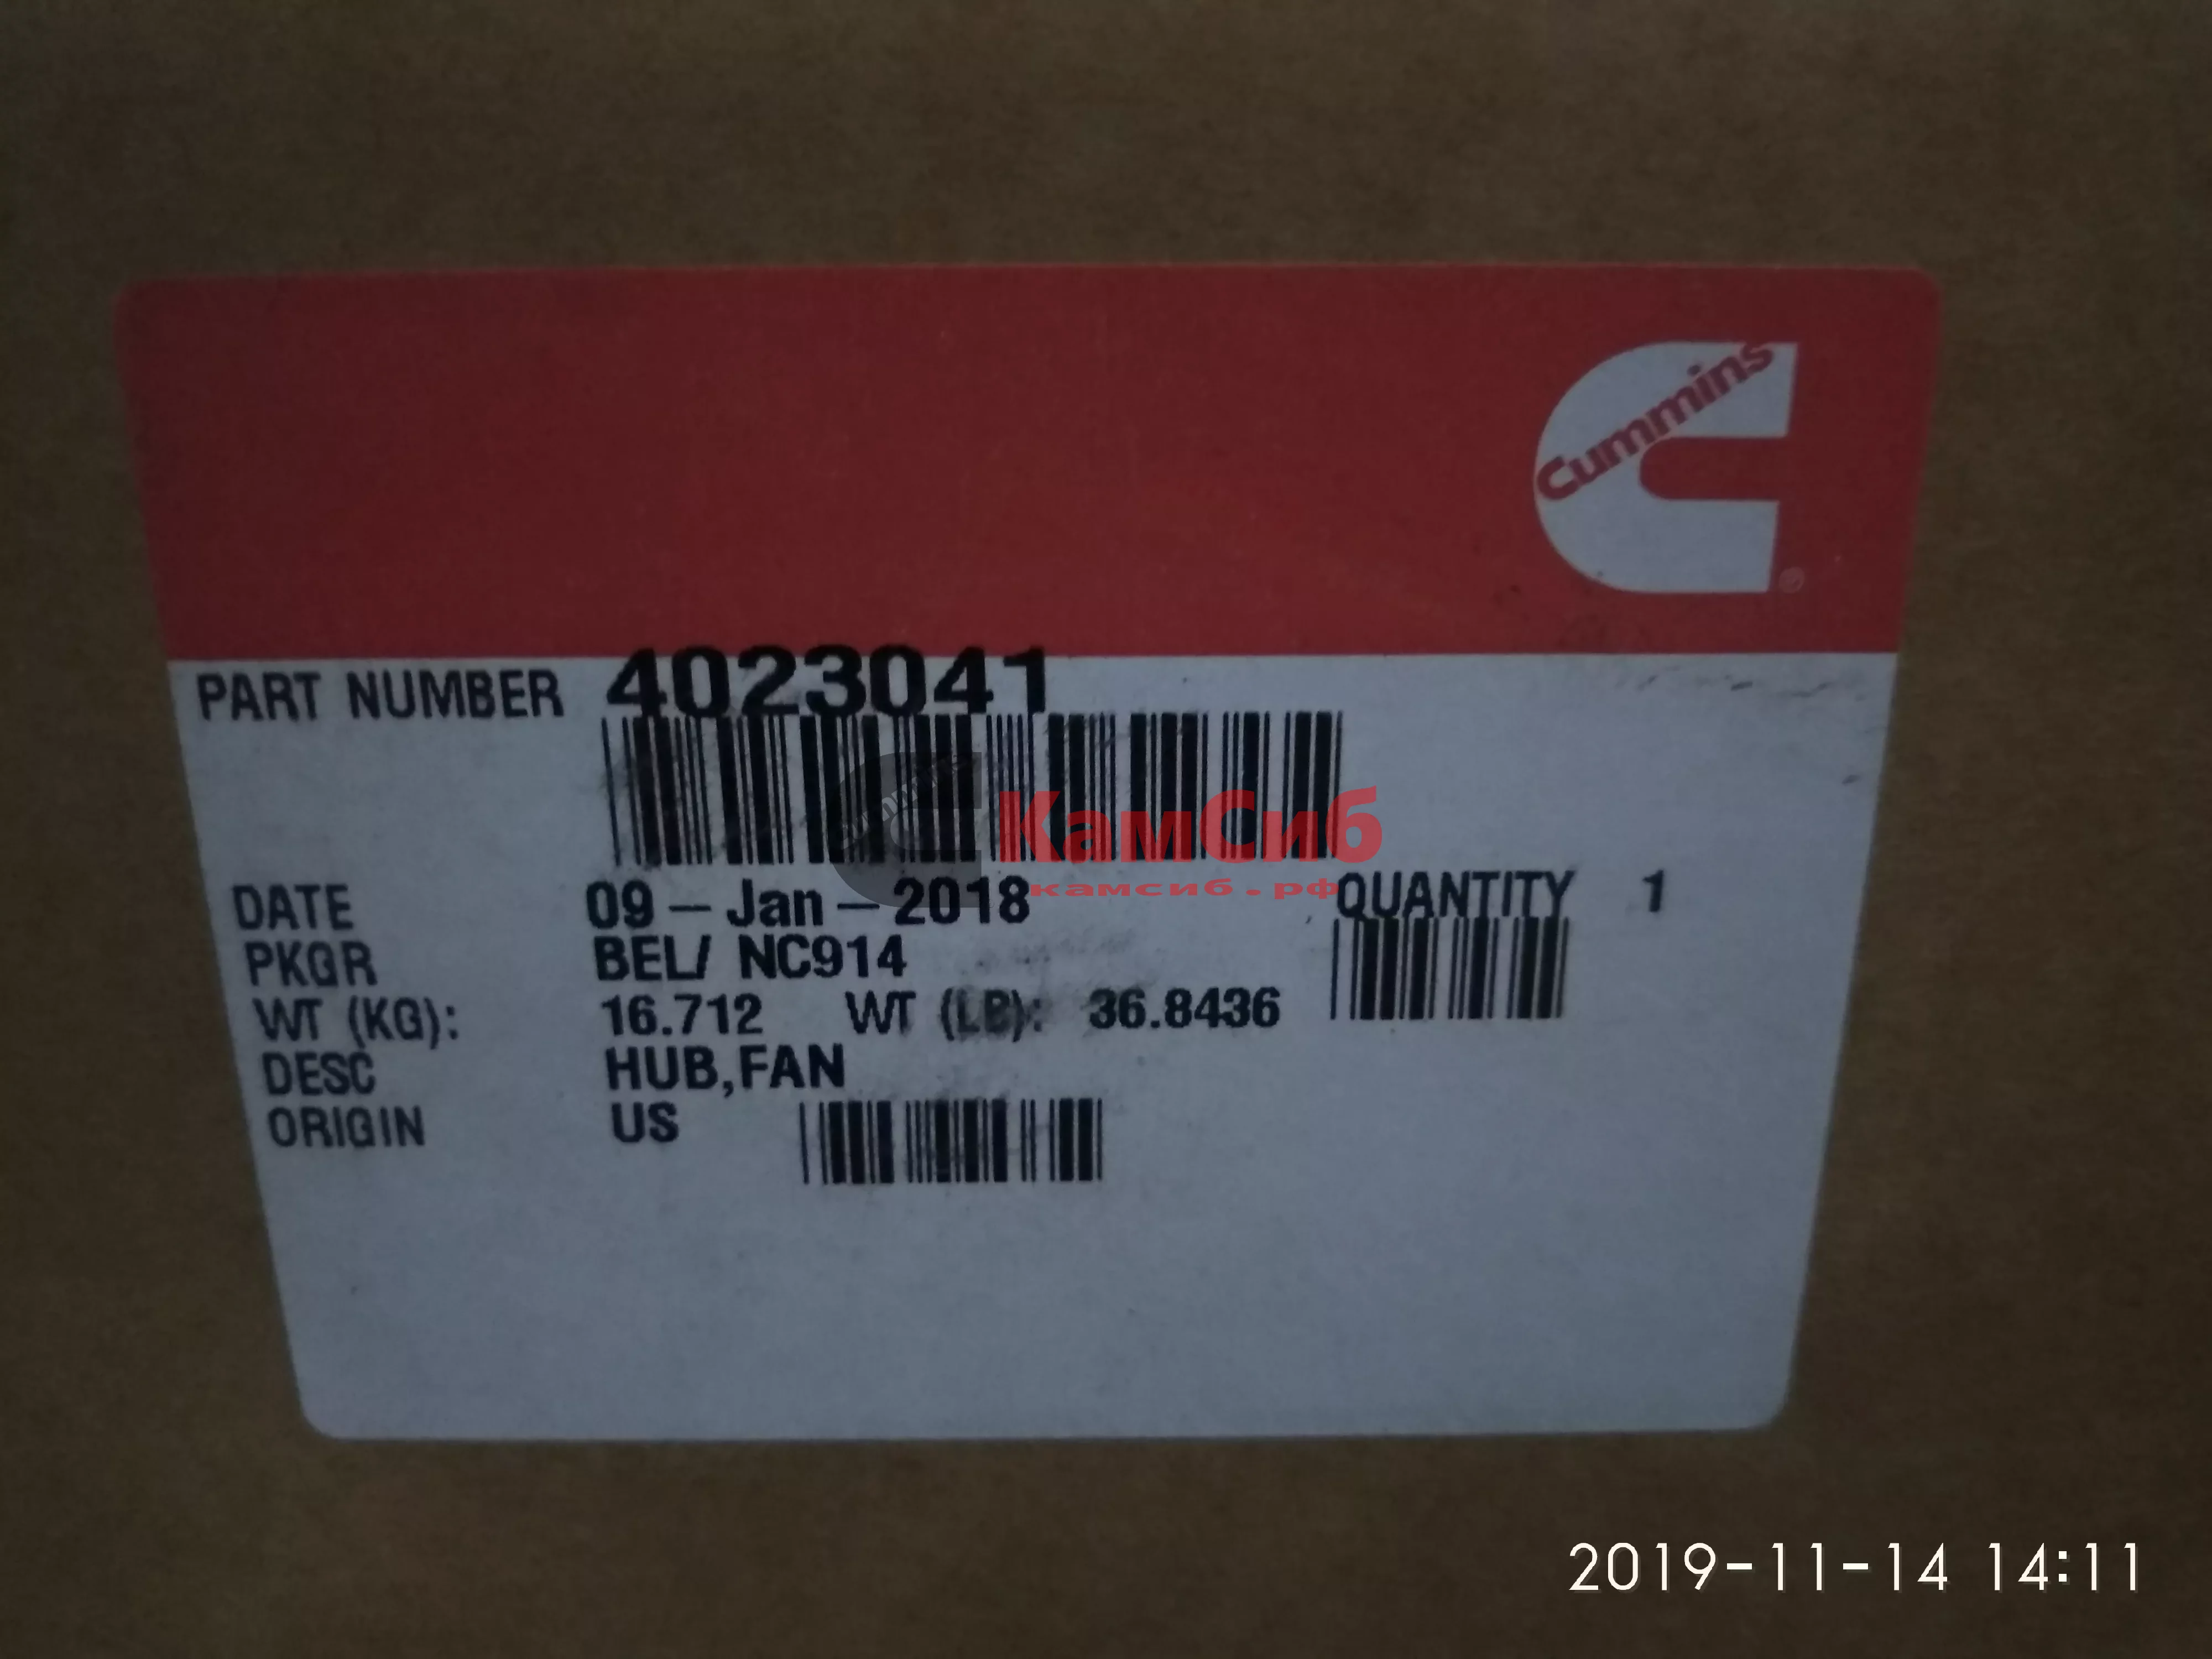 Cummins
®
PART NUMBER 4023041
Cummins
КамСиб
камсиб.рф
DATE 09-Jan-2018 QUANTITY 1
PKGR BEL/ NC914
WT (KG): 16.712 WT (LB): 36.8436
DESC HUB,FAN
ORIGIN US
2019-11-14 14:11